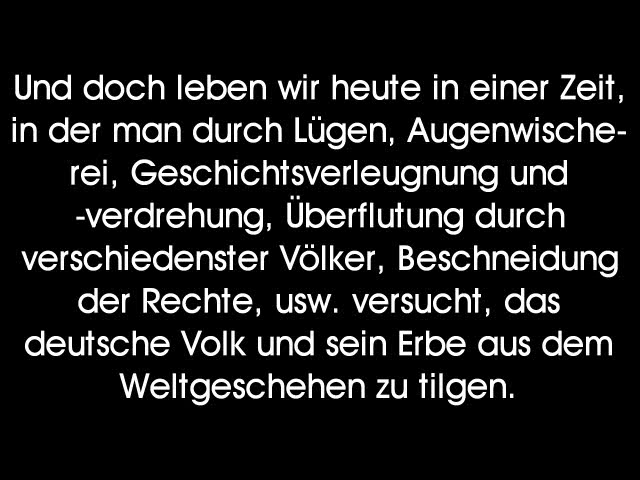 Und doch leben wir heute in einer Zeit,
in der man durch Lügen, Augenwische-
rei, Geschichtsverleugnung und
-verdrehung, Überflutung durch
verschiedenster Völker, Beschneidung
der Rechte, usw. versucht, das
deutsche Volk und sein Erbe aus dem
Weltgeschehen zu tilgen.